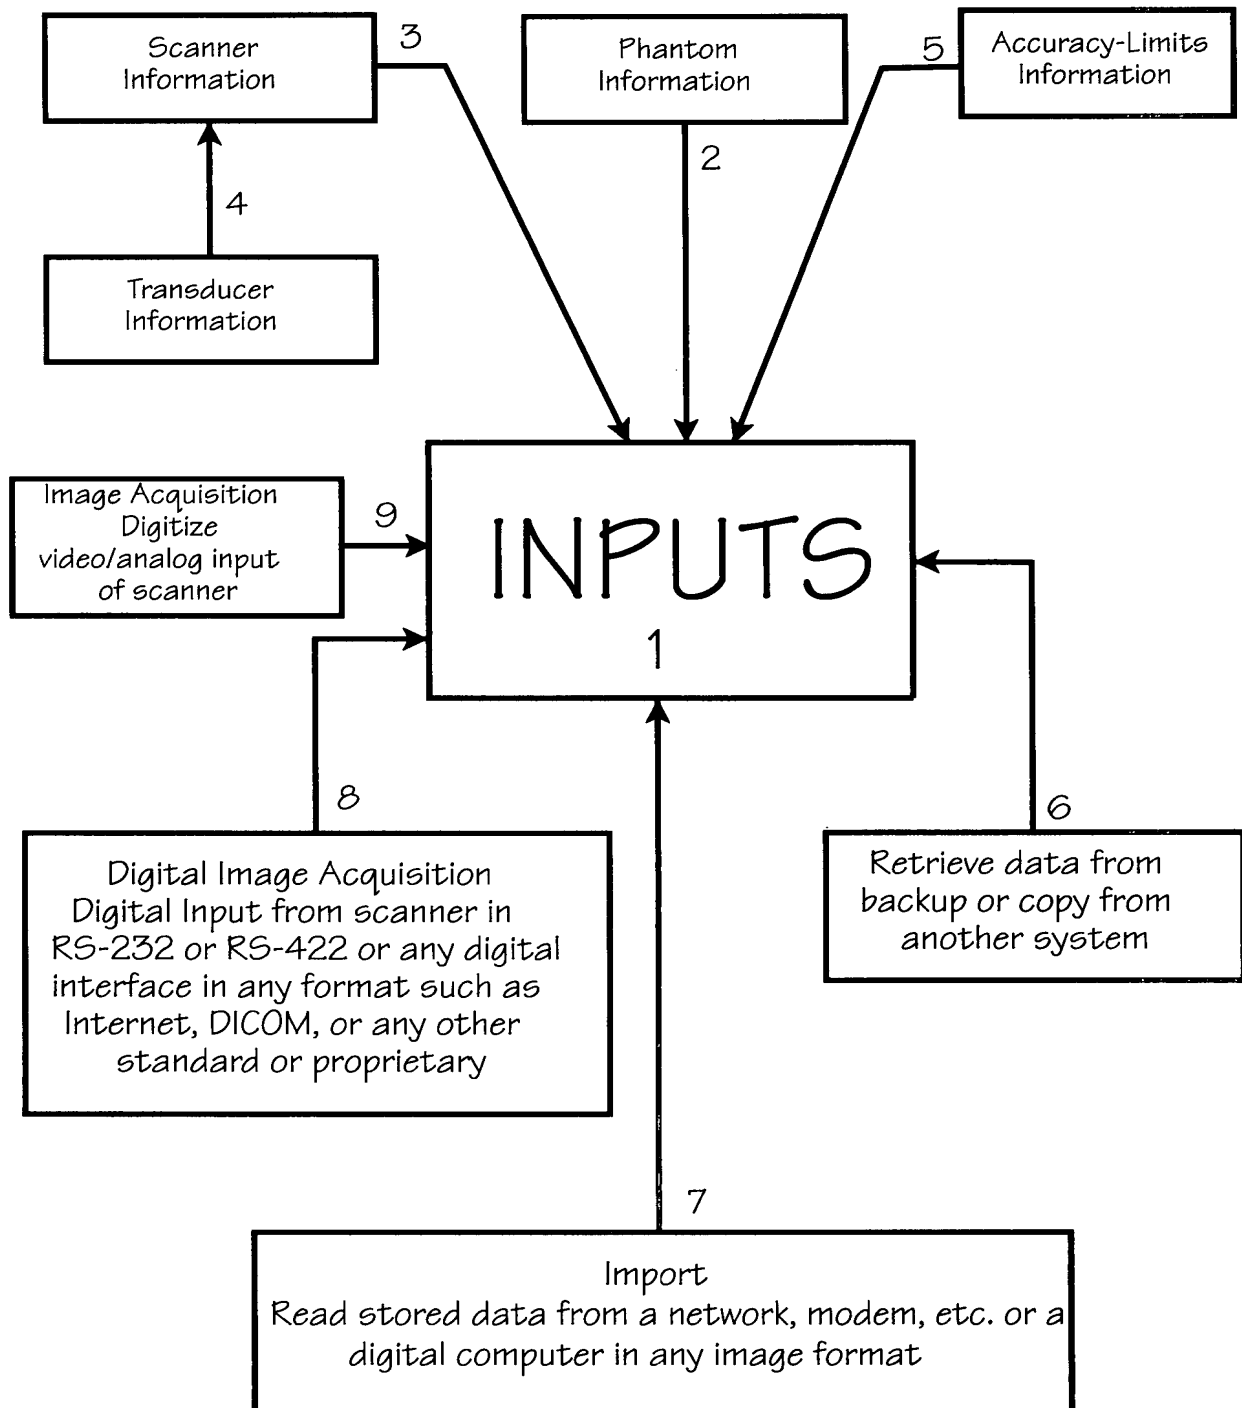 Scanner
Information
3
Phantom
Information
5
Accuracy-Limits
Information
2
4
Transducer
Information
Image Acquisition
Digitize
video/analog input
of scanner
9
INPUTS
1
8
6
Digital Image Acquisition
Digital Input from scanner in
RS-232 or RS-422 or any digital
interface in any format such as
Internet, DICOM, or any other
standard or proprietary
Retrieve data from
backup or copy from
another system
7
Import
Read stored data from a network, modem, etc. or a
digital computer in any image format